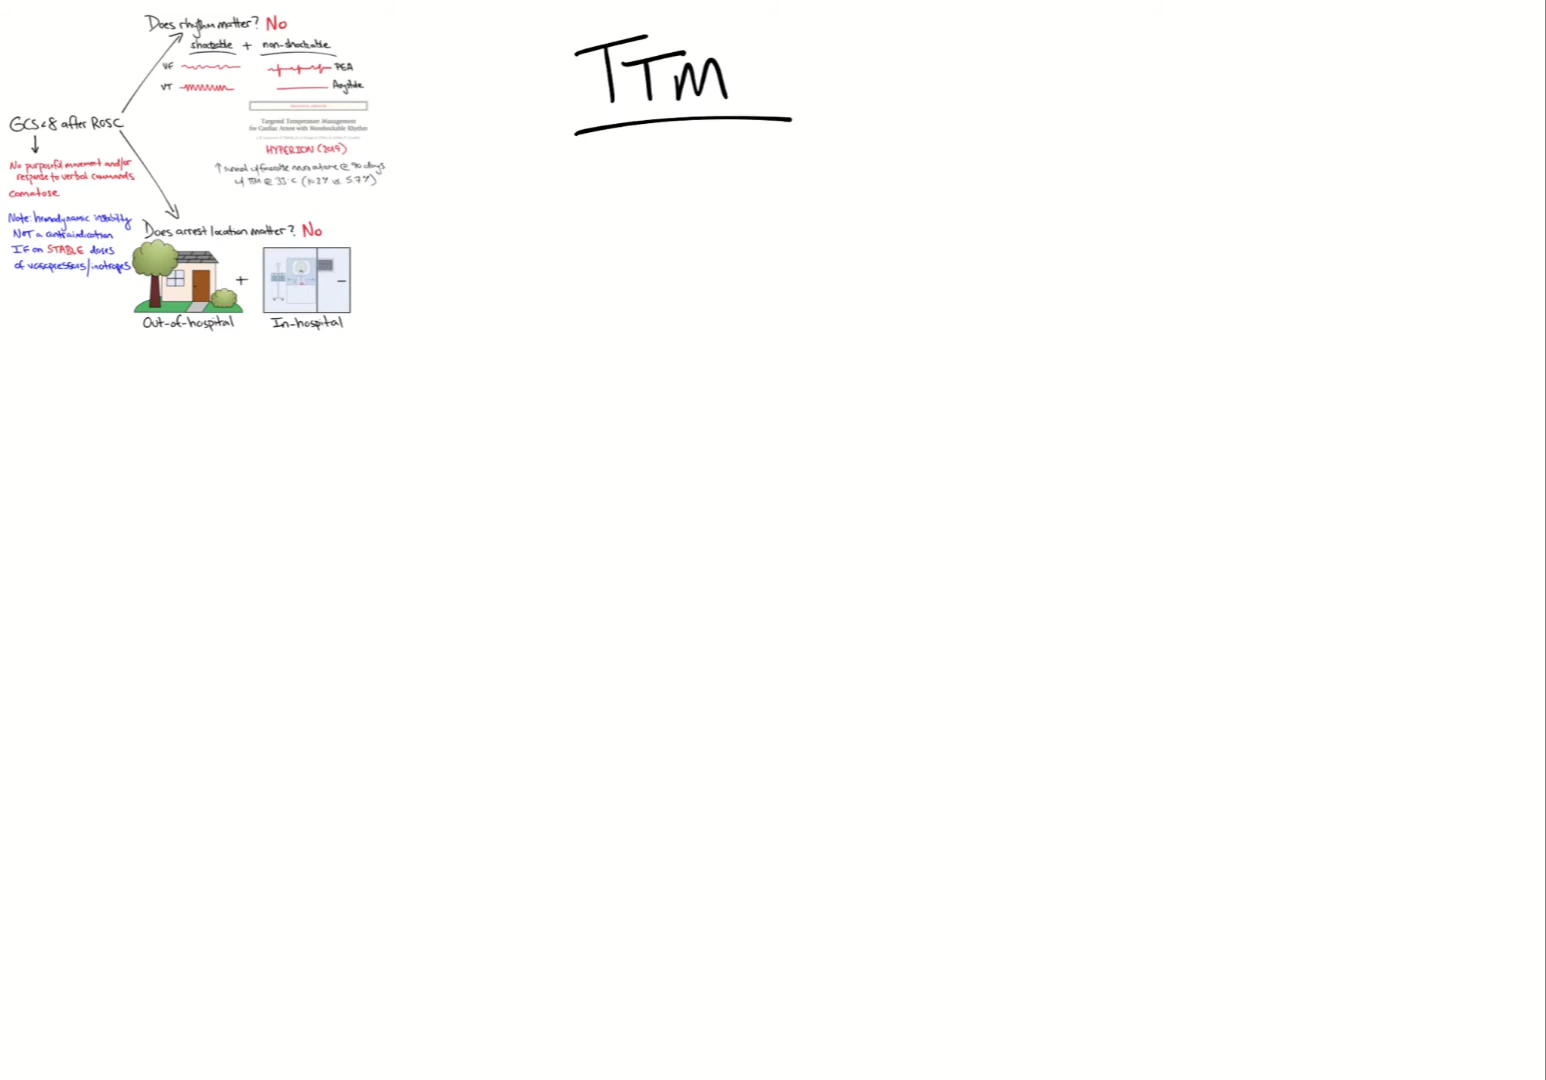 Does rhythm matter? No
shockable + non-shockable
VF
PEA
VT
Asystole
Targeted Temperature Management
for Cardiac Arrest with Nonshockable Rhythm
HYPERION (2019)
↑ survival w/ favorable neuro outcome @ 90 days
w/ TTM @ 33°C (10.2% vs. 5.7%)
GCS<8 after ROSC
No purposeful movement and/or
response to verbal commands
comatose
Note: hemodynamic instability
NOT a contraindication
IF on STABLE doses
of vasopressors/inotropes
Does arrest location matter? No
+
Out-of-hospital
In-hospital
TTM